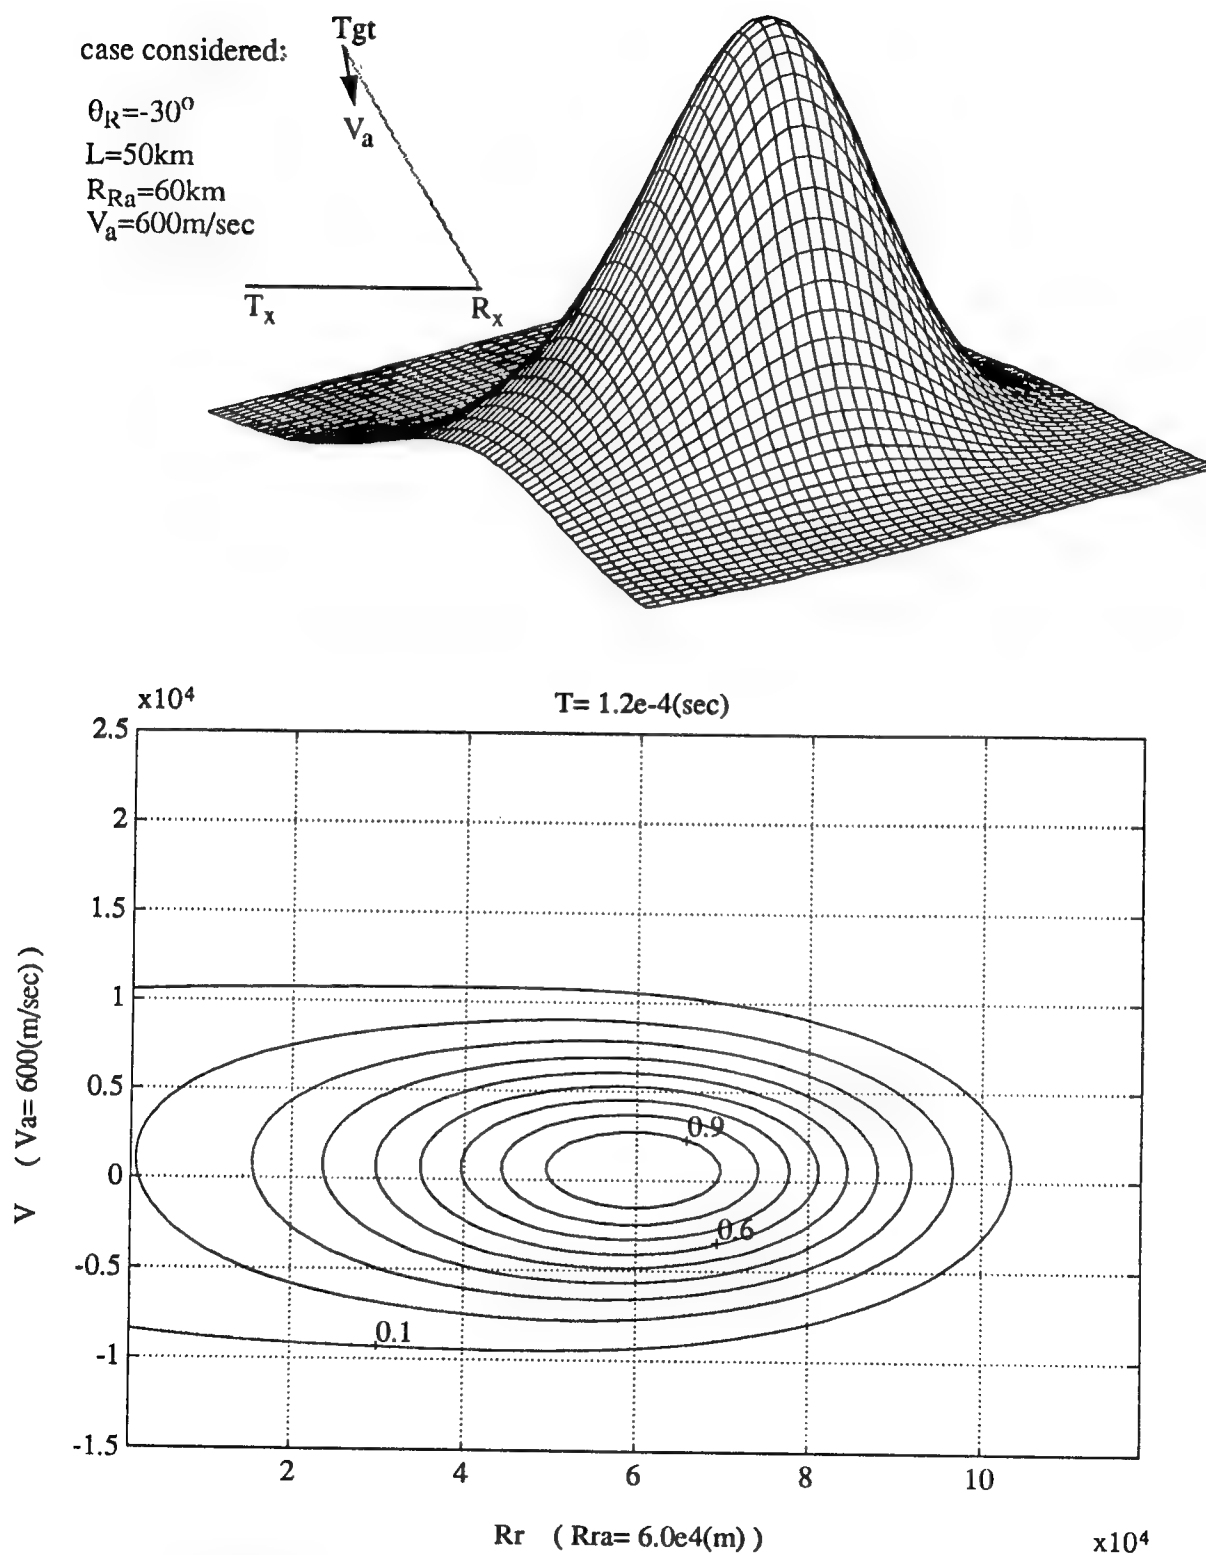 Tgt
case considered:
θR=-30o
Va
L=50km
RRa=60km
Va=600m/sec
Tx
Rx
x10⁴
T= 1.2e-4(sec)
2.5
2
1.5
1
0.5
0
-0.5
-1
-1.5
V ( Va= 600(m/sec) )
0.9
0.6
0.1
2
4
6
8
10
Rr ( Rra= 6.0e4(m) )
x10⁴